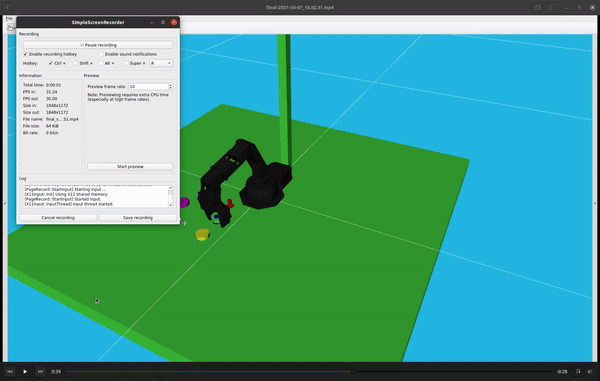 final-2021-10-07_16.02.51.mp4
File
SimpleScreenRecorder
Recording
Pause recording
Enable recording hotkey
Enable sound notifications
Hotkey:
Ctrl +
Shift +
Alt +
Super +
R
Information
Preview
Total time: 0:00:01
FPS in: 31.24
FPS out: 30.00
Size in: 1848x1172
Size out: 1848x1172
File name: final_s...51.mp4
File size: 64 KiB
Bit rate: 0 bit/s
Preview frame rate: 10
Note: Previewing requires extra CPU time
(especially at high frame rates).
Start preview
Log
[PageRecord::StartInput] Starting input ...
[X11Input::Init] Using X11 shared memory.
[PageRecord::StartInput] Started input.
[X11Input::InputThread] Input thread started.
Cancel recording
Save recording
0:39
-0:28